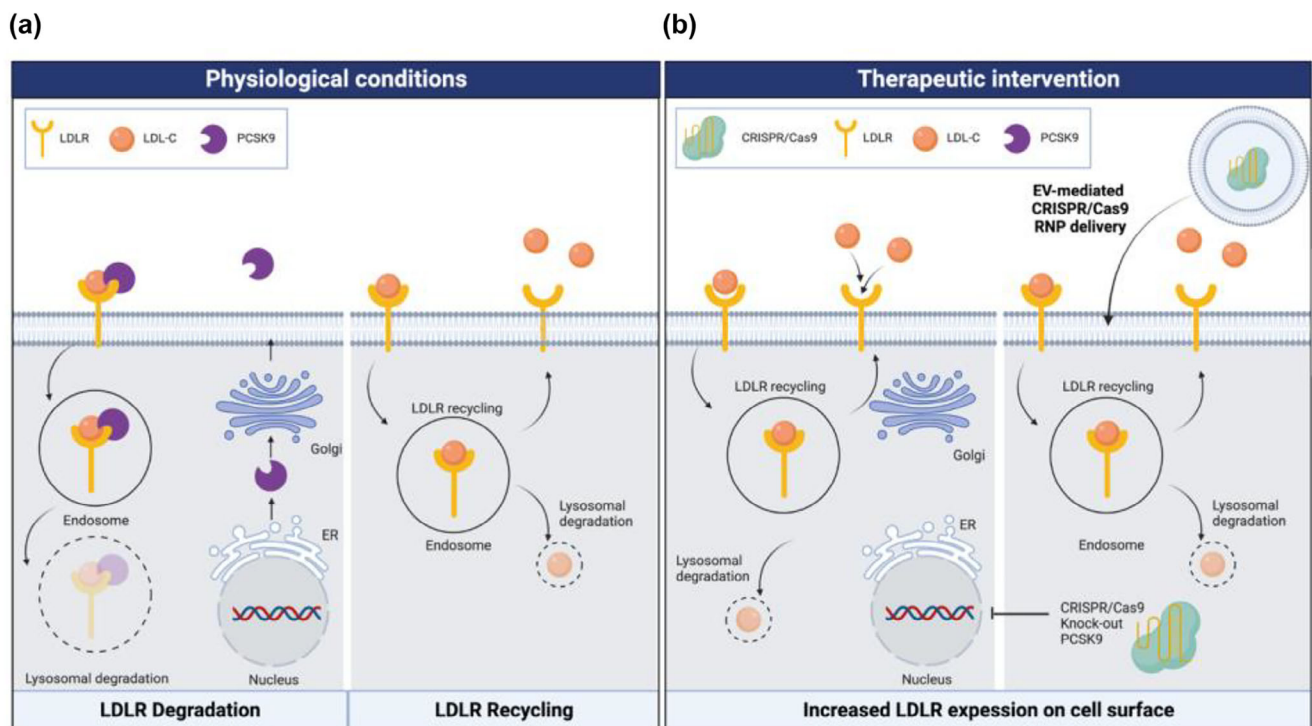 (a)
Physiological conditions
LDLR
LDL-C
PCSK9
LDLR recycling
Golgi
Endosome
ER
Lysosomal
degradation
Endosome
Lysosomal degradation
Nucleus
LDLR Degradation
LDLR Recycling
(b)
Therapeutic intervention
CRISPR/Cas9
LDLR
LDL-C
PCSK9
EV-mediated
CRISPR/Cas9
RNP delivery
LDLR recycling
Golgi
LDLR recycling
Lysosomal
degradation
ER
Endosome
Lysosomal
degradation
CRISPR/Cas9
Knock-out
PCSK9
Nucleus
Increased LDLR expession on cell surface